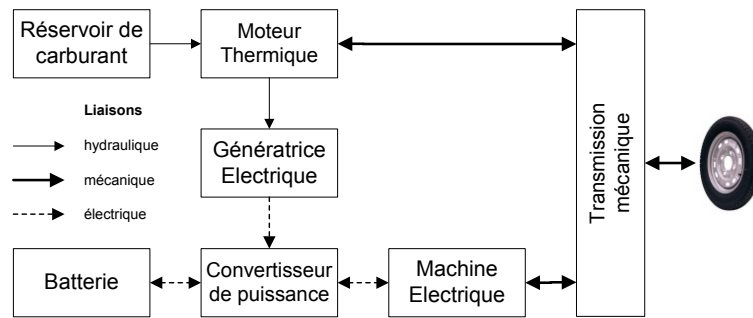 Réservoir de
carburant
Moteur
Thermique
Liaisons
hydraulique
mécanique
électrique
Génératrice
Electrique
Batterie
Convertisseur
de puissance
Machine
Electrique
Transmission
mécanique